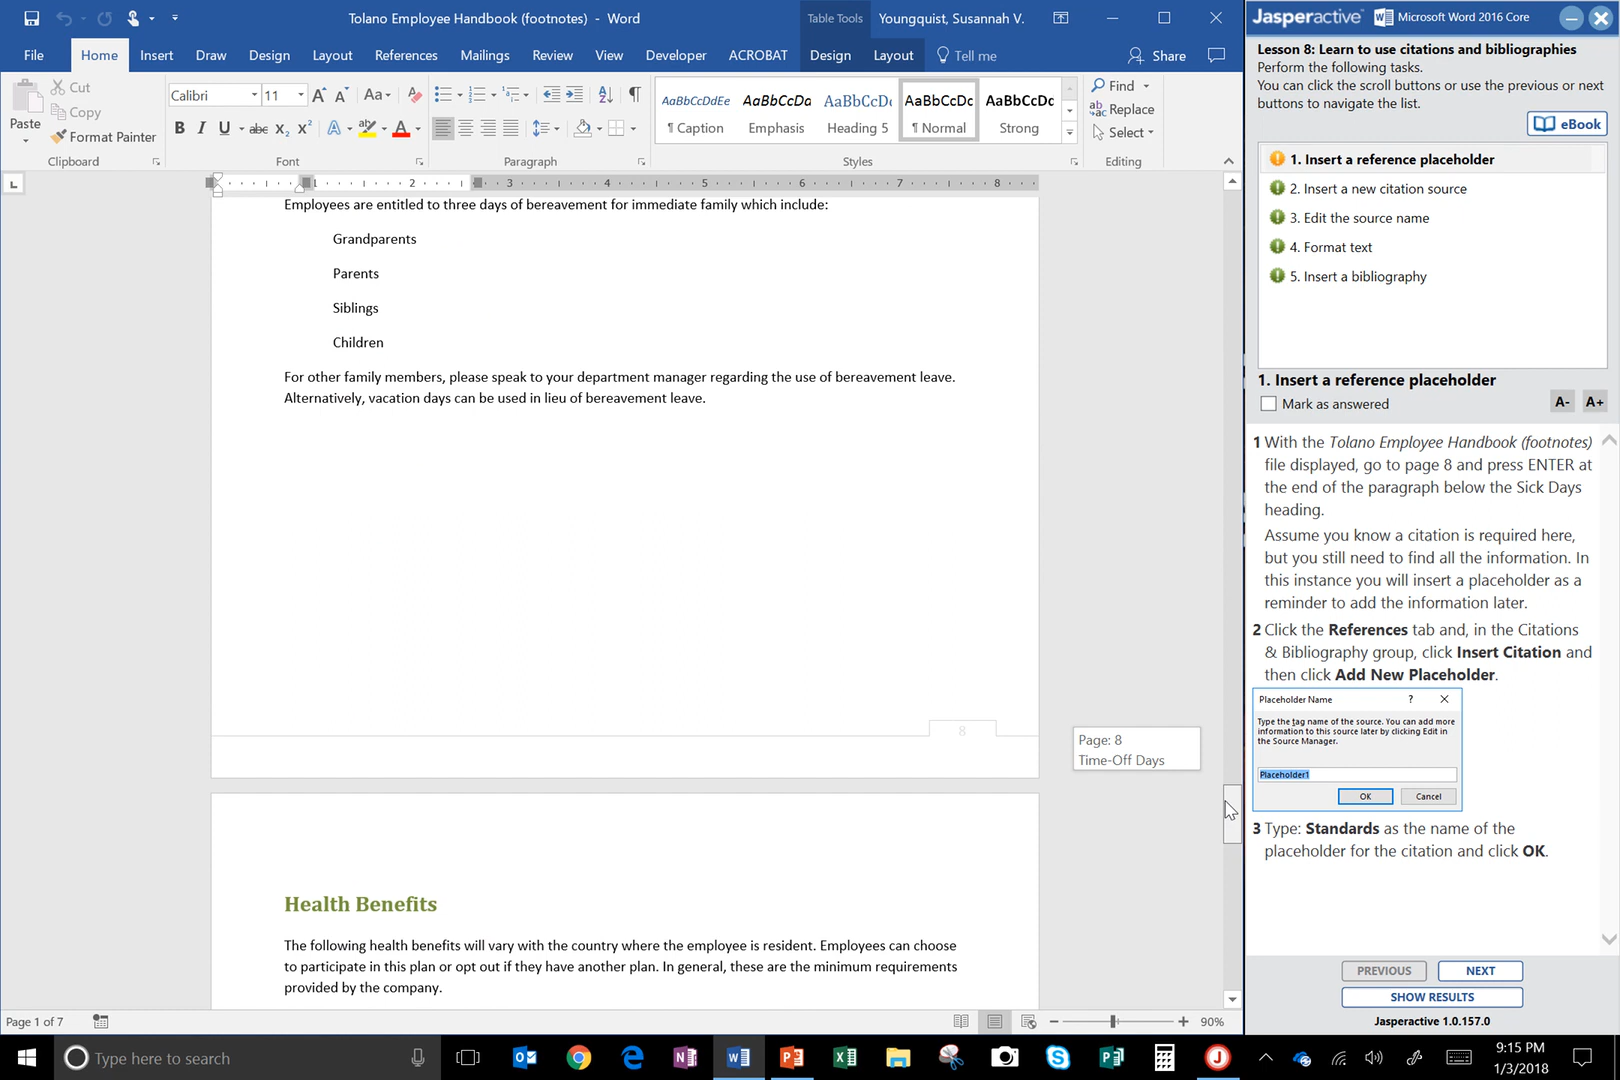 Tolano Employee Handbook (footnotes) - Word
Table Tools
Youngquist, Susannah V.
File
Home
Insert
Draw
Design
Layout
References
Mailings
Review
View
Developer
ACROBAT
Design
Layout
Tell me
Share
Paste
Cut
Copy
Format Painter
Clipboard
Calibri
11
Aa
B I U abc X₂ X²
A
A
Font
Paragraph
AaBbCcDdEe
¶ Caption
AaBbCcDa
Emphasis
AaBbCcDc
Heading 5
AaBbCcDc
¶ Normal
AaBbCcDc
Strong
Styles
Find
Replace
Select
Editing
L
1 2 3 4 5 6 7 8
Employees are entitled to three days of bereavement for immediate family which include:
Grandparents
Parents
Siblings
Children
For other family members, please speak to your department manager regarding the use of bereavement leave.
Alternatively, vacation days can be used in lieu of bereavement leave.
8
Page: 8
Time-Off Days
Health Benefits
The following health benefits will vary with the country where the employee is resident. Employees can choose
to participate in this plan or opt out if they have another plan. In general, these are the minimum requirements
provided by the company.
Page 1 of 7
90%
Jasperactive
Microsoft Word 2016 Core
Lesson 8: Learn to use citations and bibliographies
Perform the following tasks.
You can click the scroll buttons or use the previous or next
buttons to navigate the list.
eBook
1. Insert a reference placeholder
2. Insert a new citation source
3. Edit the source name
4. Format text
5. Insert a bibliography
1. Insert a reference placeholder
Mark as answered
A-
A+
1 With the Tolano Employee Handbook (footnotes)
file displayed, go to page 8 and press ENTER at
the end of the paragraph below the Sick Days
heading.
Assume you know a citation is required here,
but you still need to find all the information. In
this instance you will insert a placeholder as a
reminder to add the information later.
2 Click the References tab and, in the Citations
& Bibliography group, click Insert Citation and
then click Add New Placeholder.
Placeholder Name
?
Type the tag name of the source. You can add more
information to this source later by clicking Edit in
the Source Manager.
Placeholder1
OK
Cancel
3 Type: Standards as the name of the
placeholder for the citation and click OK.
PREVIOUS
NEXT
SHOW RESULTS
Jasperactive 1.0.157.0
Type here to search
9:15 PM
1/3/2018